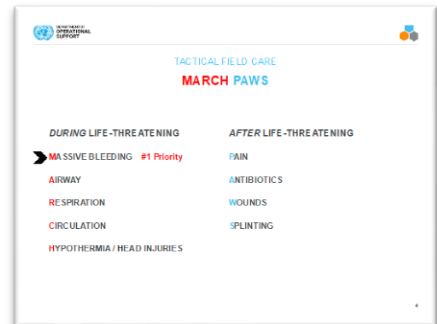 DEPARTMENT OF
OPERATIONAL
SUPPORT
TACTICAL FIELD CARE
MARCH PAWS
DURING LIFE-THREATENING
MASSIVE BLEEDING #1 Priority
AIRWAY
RESPIRATION
CIRCULATION
HYPOTHERMIA / HEAD INJURIES
AFTER LIFE-THREATENING
PAIN
ANTIBIOTICS
WOUNDS
SPLINTING